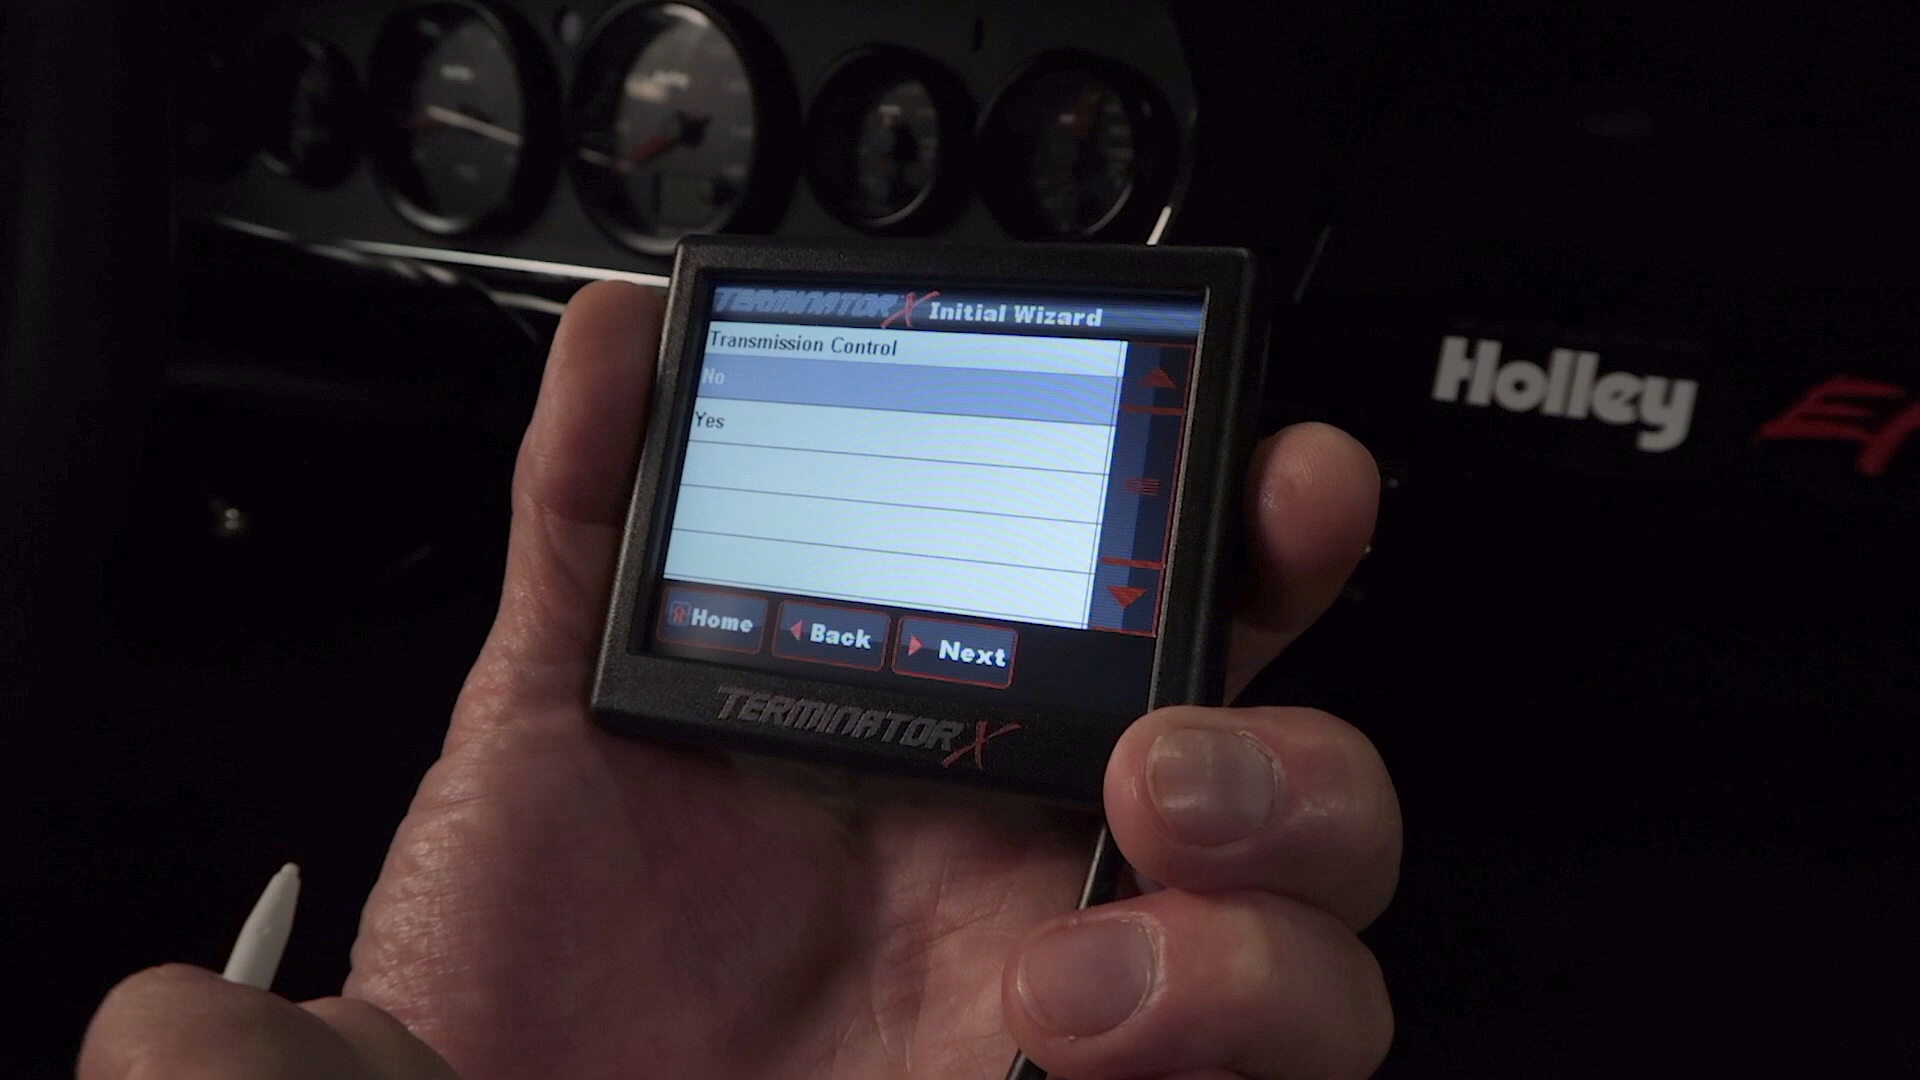 TERMINATOR X Initial Wizard
Transmission Control
No
Yes
Home Back Next
TERMINATOR X
Holley